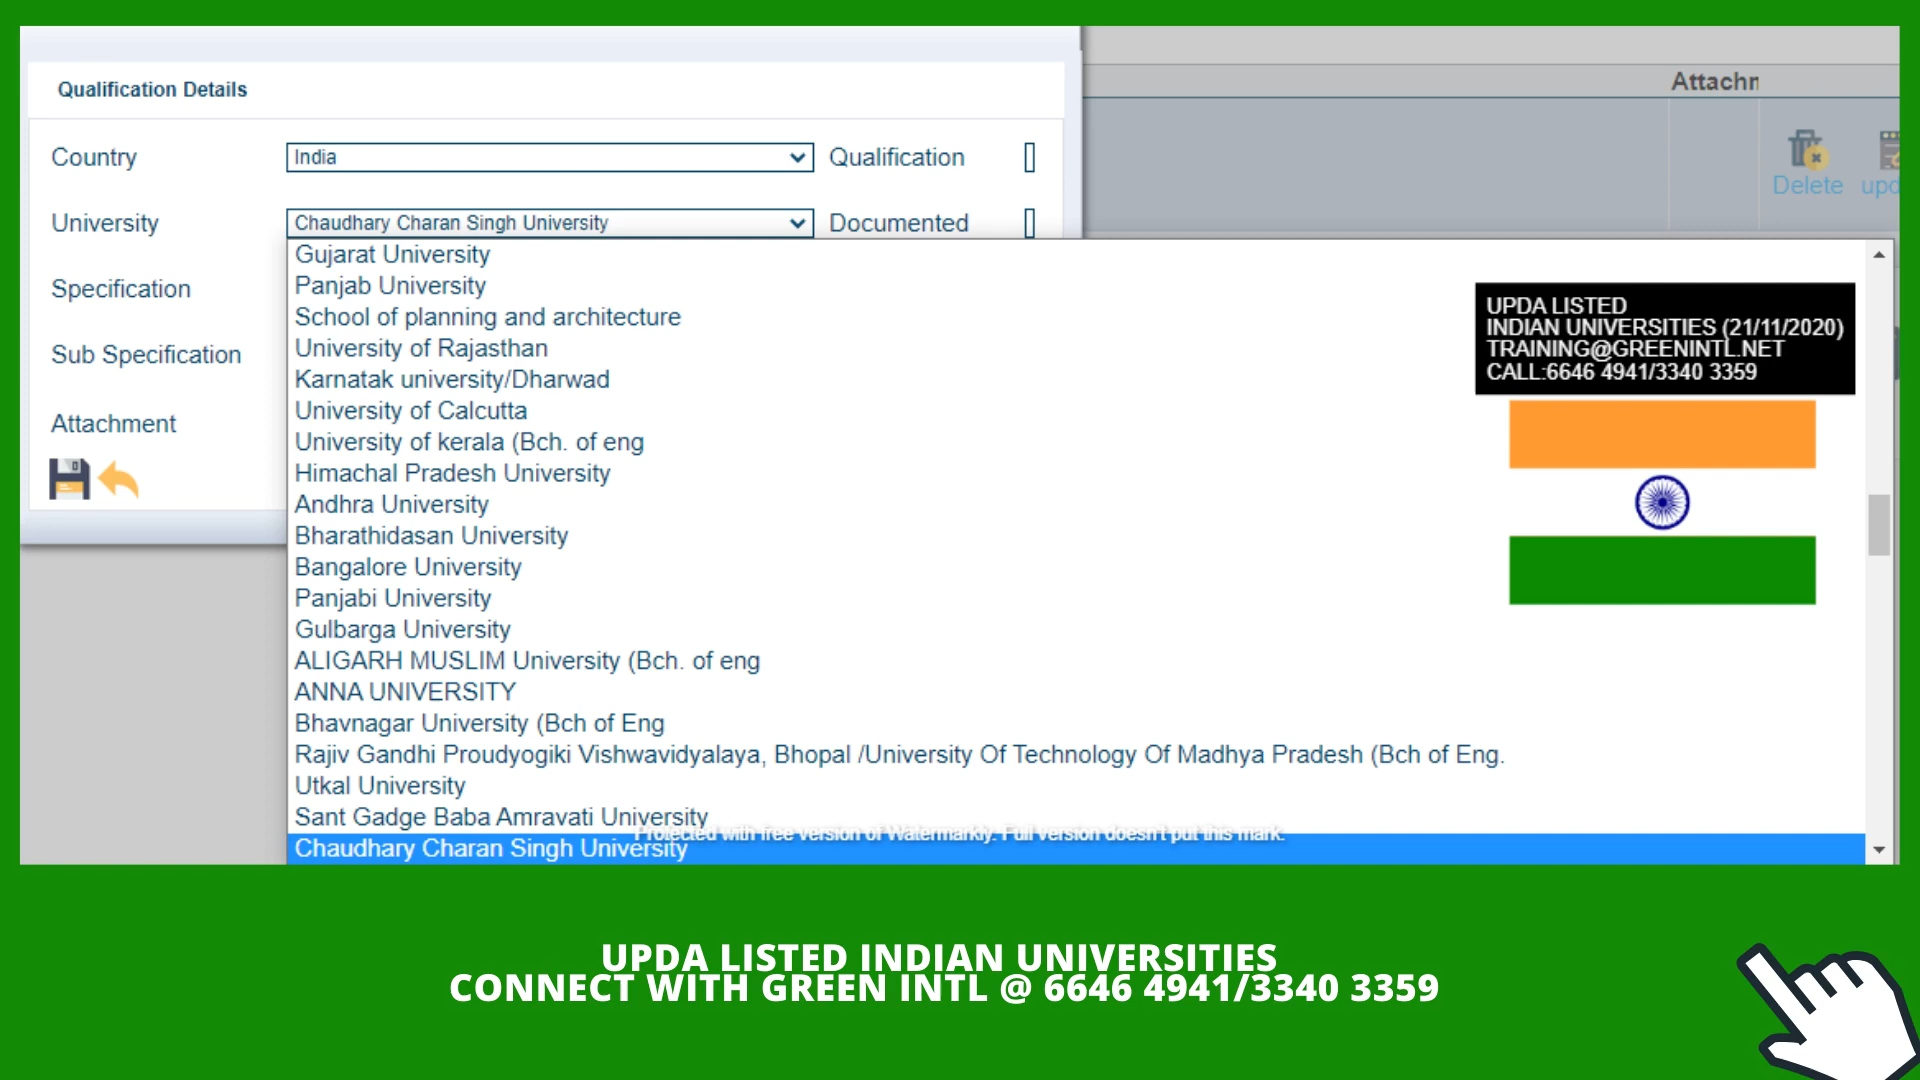 Attachm
Qualification Details
Country
India
Qualification
Delete
upd
University
Chaudhary Charan Singh University
Documented
Specification
Sub Specification
Attachment
Gujarat University
Panjab University
School of planning and architecture
University of Rajasthan
Karnatak university/Dharwad
University of Calcutta
University of kerala (Bch. of eng
Himachal Pradesh University
Andhra University
Bharathidasan University
Bangalore University
Panjabi University
Gulbarga University
ALIGARH MUSLIM University (Bch. of eng
ANNA UNIVERSITY
Bhavnagar University (Bch of Eng
Rajiv Gandhi Proudyogiki Vishwavidyalaya, Bhopal /University Of Technology Of Madhya Pradesh (Bch of Eng.
Utkal University
Sant Gadge Baba Amravati University
Chaudhary Charan Singh University
UPDA LISTED
INDIAN UNIVERSITIES (21/11/2020)
TRAINING@GREENINTL.NET
CALL:6646 4941/3340 3359
Protected with free version of Watermarkly. Full version doesn't put this mark.
UPDA LISTED INDIAN UNIVERSITIES
CONNECT WITH GREEN INTL @ 6646 4941/3340 3359